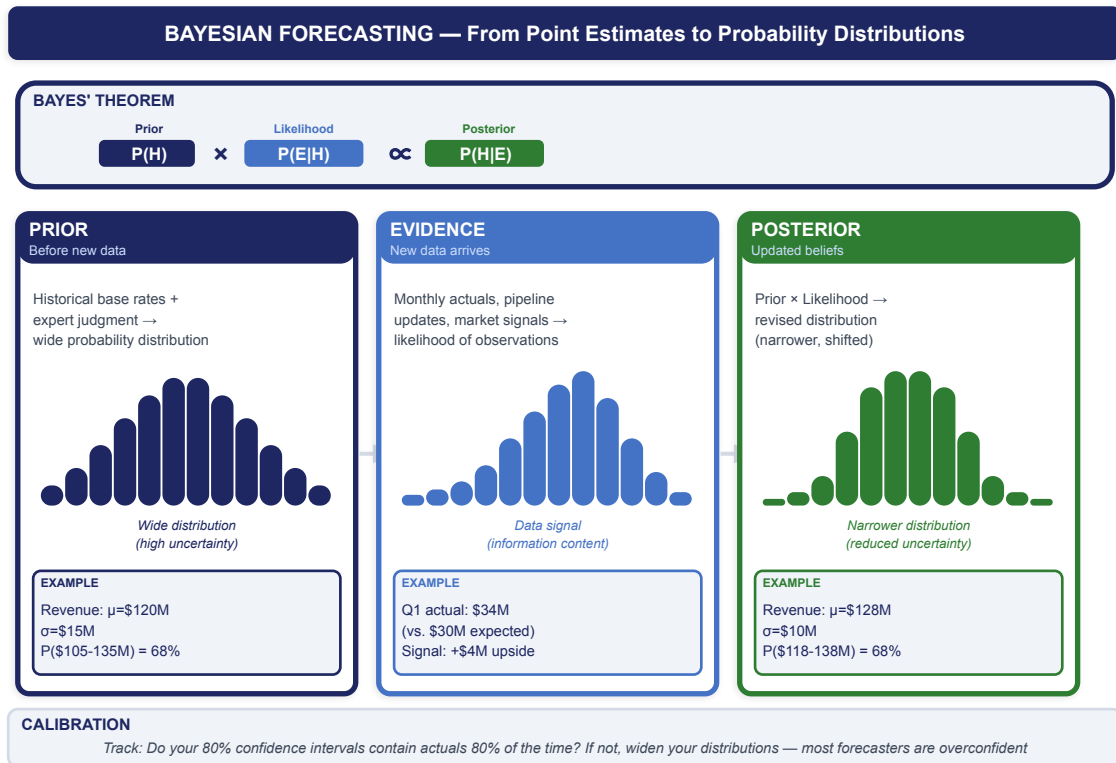 BAYESIAN FORECASTING — From Point Estimates to Probability Distributions
BAYES' THEOREM
Prior
Likelihood
Posterior
P(H) × P(E|H) ∝ P(H|E)
PRIOR
Before new data
Historical base rates +
expert judgment →
wide probability distribution
Wide distribution
(high uncertainty)
EXAMPLE
Revenue: μ=$120M
σ=$15M
P($105-135M) = 68%
EVIDENCE
New data arrives
Monthly actuals, pipeline
updates, market signals →
likelihood of observations
Data signal
(information content)
EXAMPLE
Q1 actual: $34M
(vs. $30M expected)
Signal: +$4M upside
POSTERIOR
Updated beliefs
Prior × Likelihood →
revised distribution
(narrower, shifted)
Narrower distribution
(reduced uncertainty)
EXAMPLE
Revenue: μ=$128M
σ=$10M
P($118-138M) = 68%
CALIBRATION
Track: Do your 80% confidence intervals contain actuals 80% of the time? If not, widen your distributions — most forecasters are overconfident